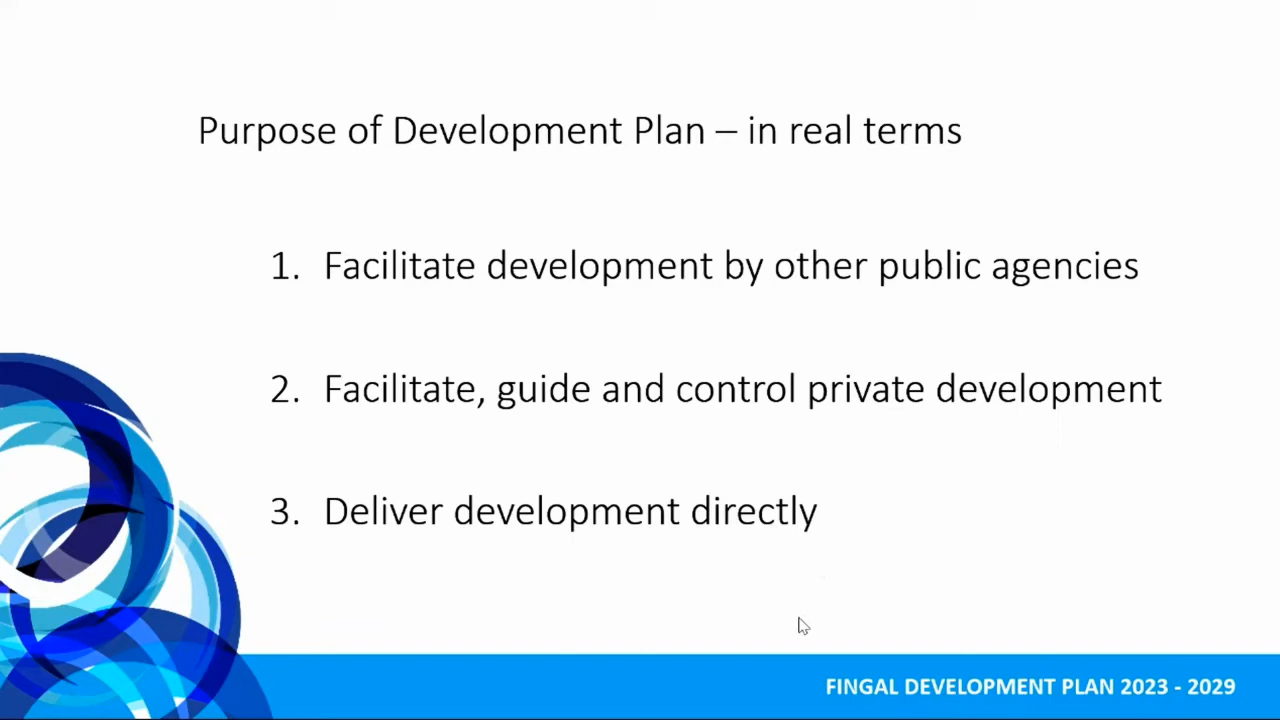 Purpose of Development Plan – in real terms
1. Facilitate development by other public agencies
2. Facilitate, guide and control private development
3. Deliver development directly
FINGAL DEVELOPMENT PLAN 2023 - 2029